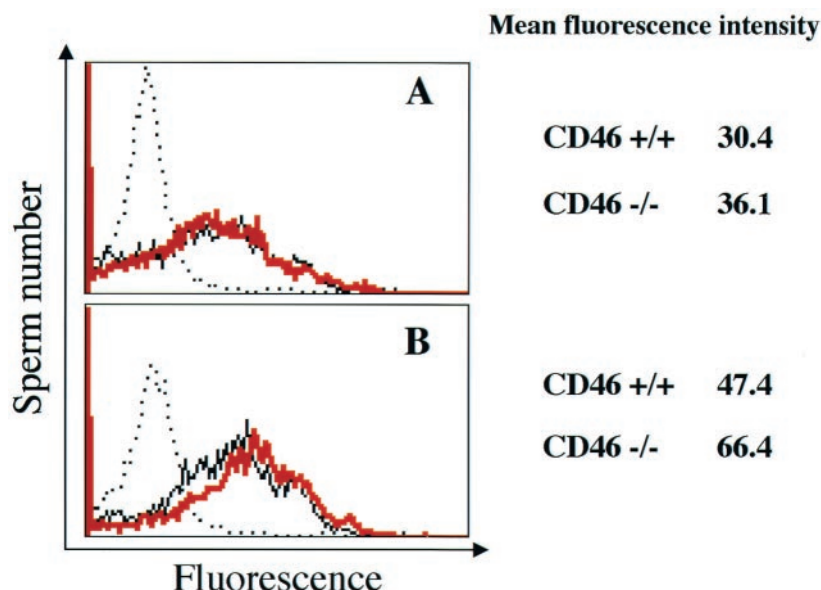 Mean fluorescence intensity
A
CD46 +/+ 30.4
CD46 -/- 36.1
Sperm number
B
CD46 +/+ 47.4
CD46 -/- 66.4
Fluorescence